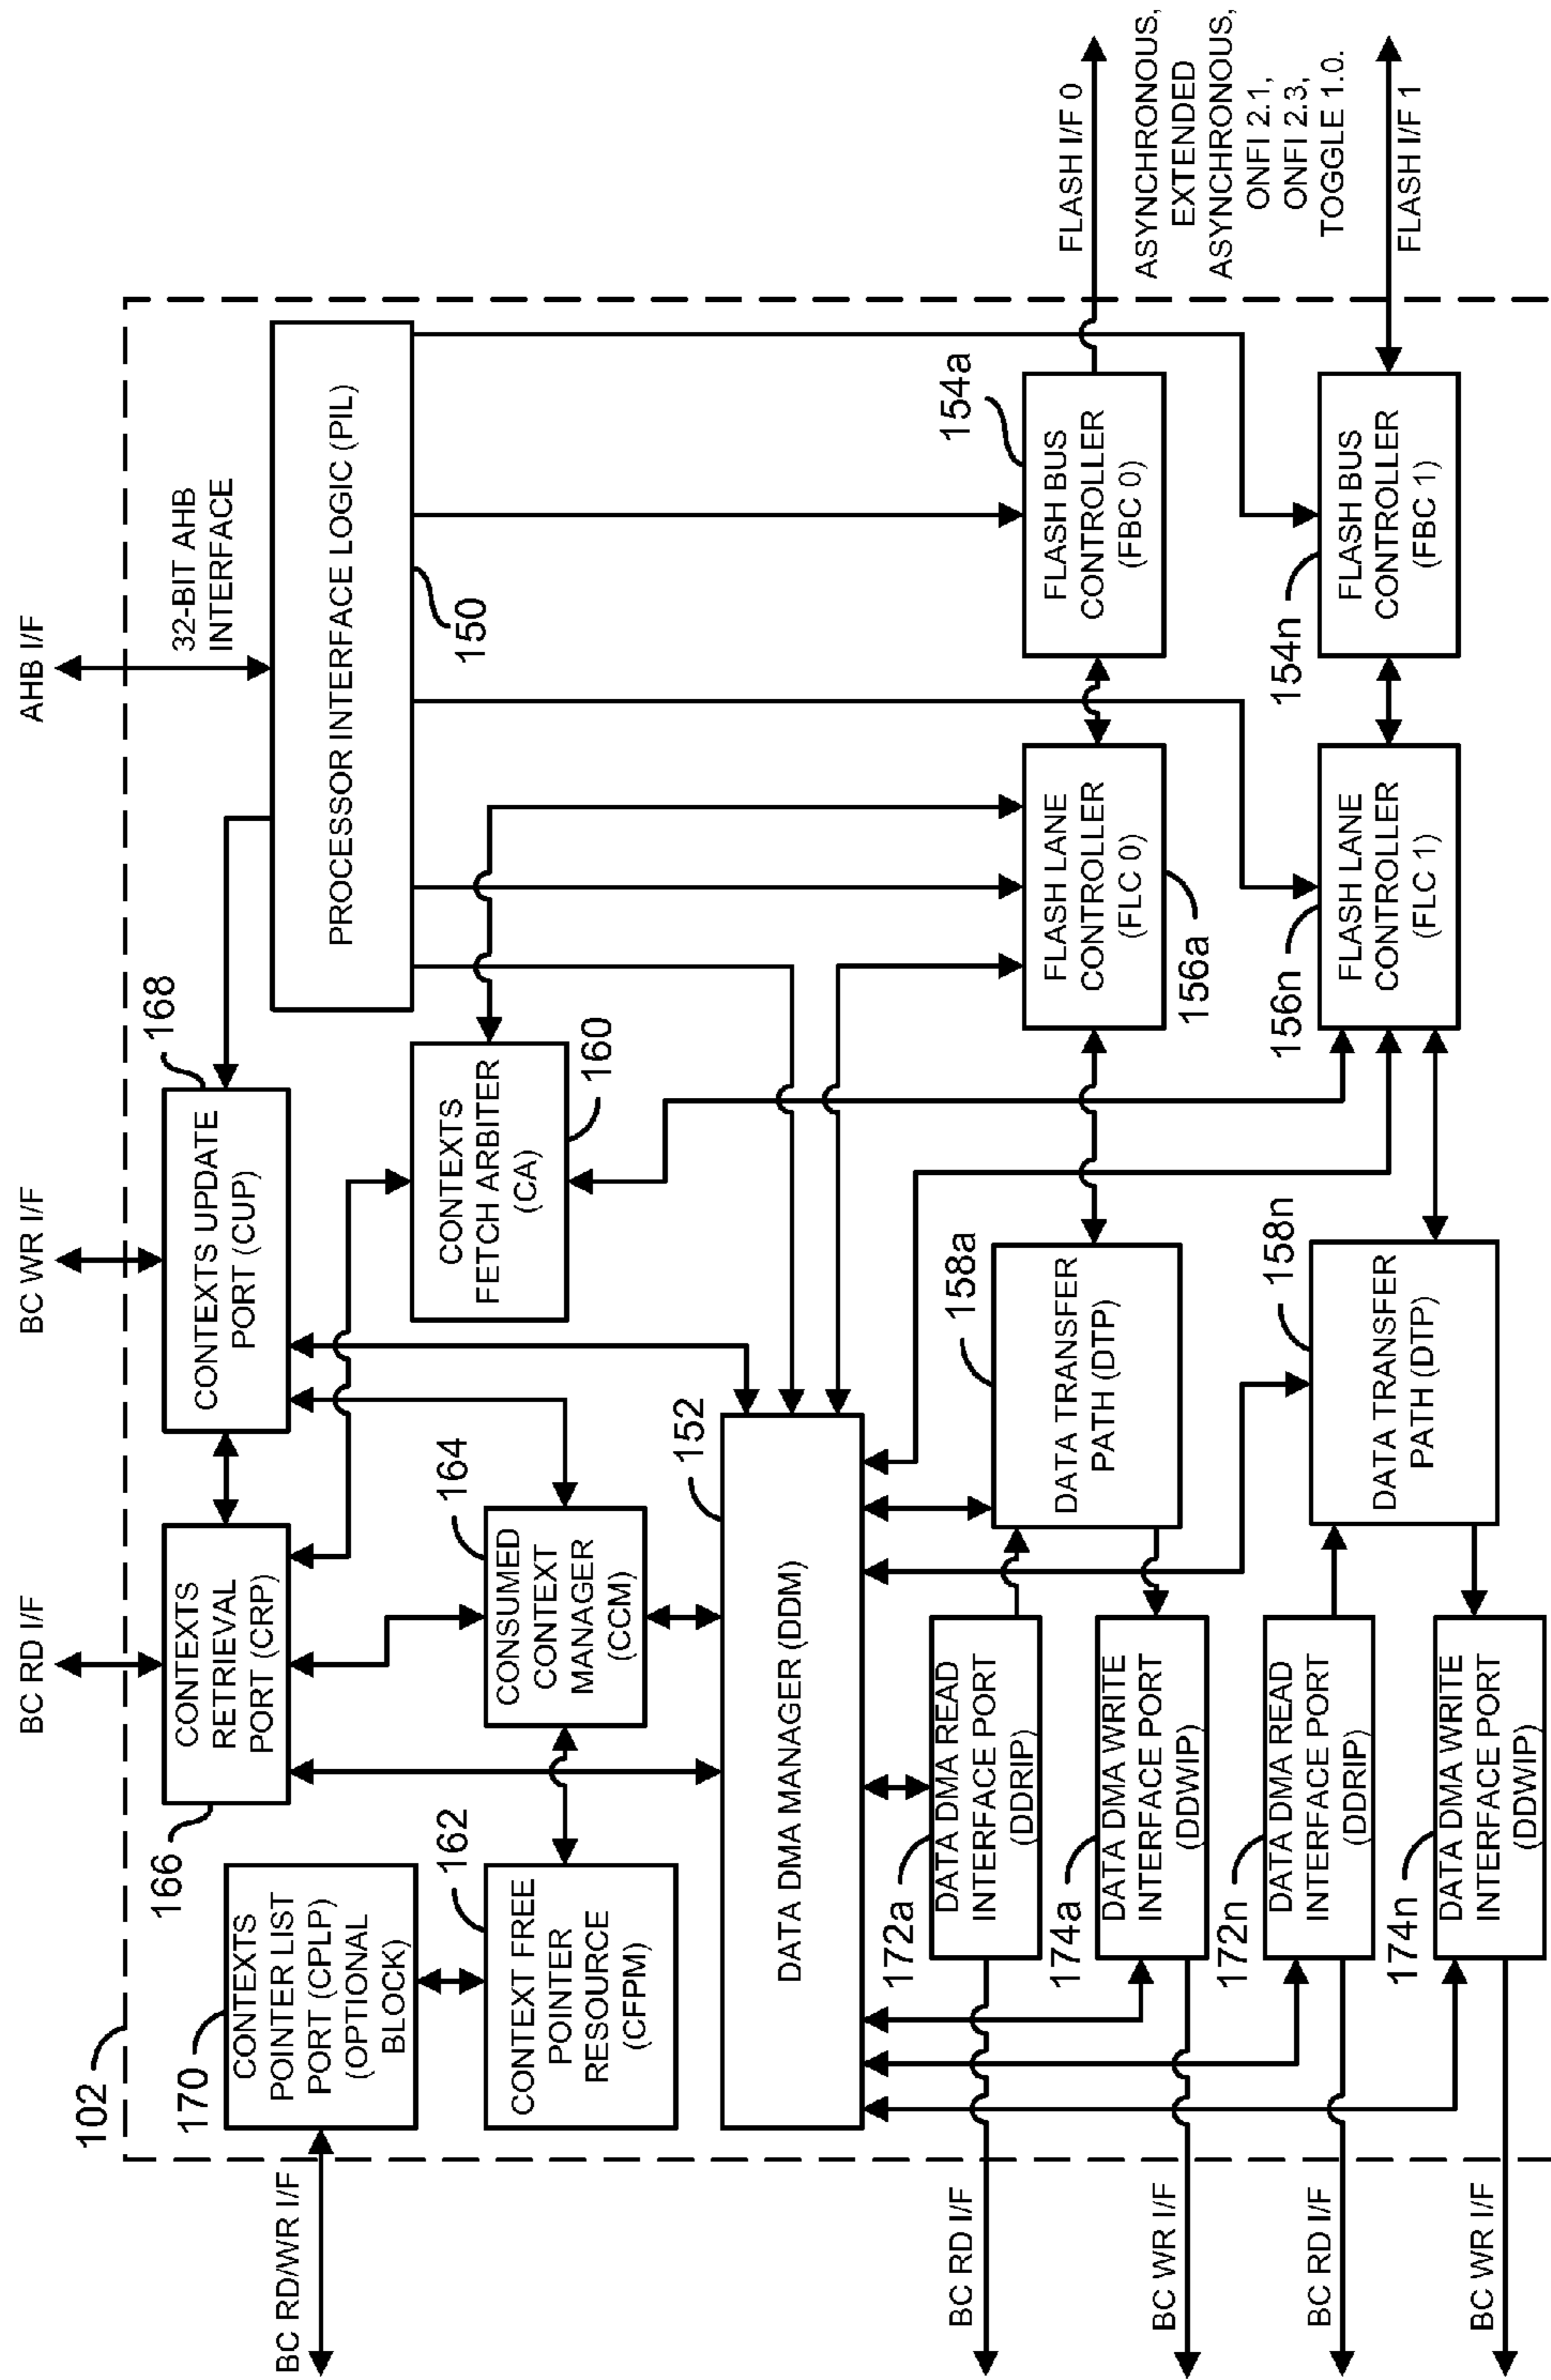 BC RD/WR I/F
BC RD I/F
BC WR I/F
AHB I/F
102
170
CONTEXTS
POINTER LIST
PORT (CPLP)
(OPTIONAL
BLOCK)
166
CONTEXTS
RETRIEVAL
PORT (CRP)
168
CONTEXTS UPDATE
PORT (CUP)
32-BIT AHB
INTERFACE
PROCESSOR INTERFACE LOGIC (PIL)
150
162
CONTEXT FREE
POINTER
RESOURCE
(CFPM)
164
CONSUMED
CONTEXT
MANAGER
(CCM)
CONTEXTS
FETCH ARBITER
(CA)
160
152
DATA DMA MANAGER (DDM)
BC RD I/F
172a
DATA DMA READ
INTERFACE PORT
(DDRIP)
158a
DATA TRANSFER
PATH (DTP)
FLASH LANE
CONTROLLER
(FLC 0)
156a
154a
FLASH BUS
CONTROLLER
(FBC 0)
FLASH I/F 0
BC WR I/F
174a
DATA DMA WRITE
INTERFACE PORT
(DDWIP)
ASYNCHRONOUS,
EXTENDED
ASYNCHRONOUS,
ONFI 2.1,
ONFI 2.3,
TOGGLE 1.0.
BC RD I/F
172n
DATA DMA READ
INTERFACE PORT
(DDRIP)
158n
DATA TRANSFER
PATH (DTP)
156n
FLASH LANE
CONTROLLER
(FLC 1)
154n
FLASH BUS
CONTROLLER
(FBC 1)
FLASH I/F 1
BC WR I/F
174n
DATA DMA WRITE
INTERFACE PORT
(DDWIP)